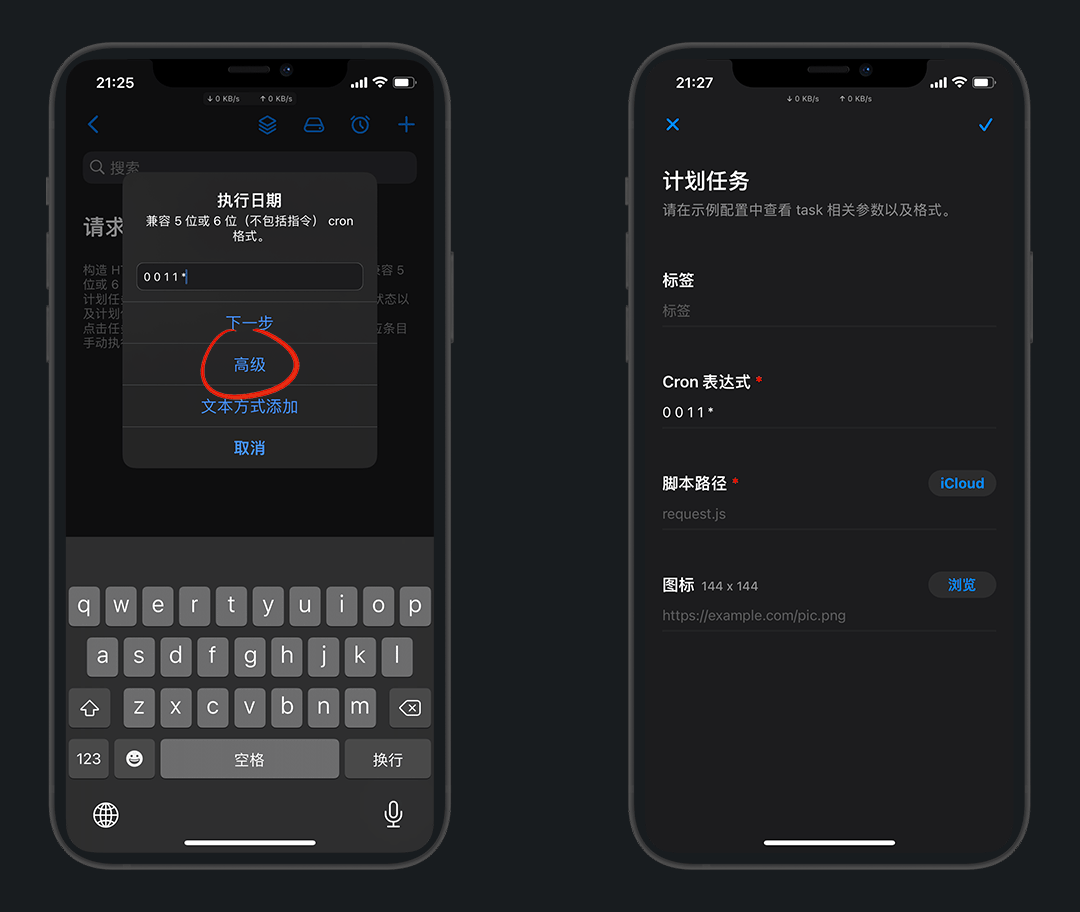 21:25
↓ 0 KB/s ↑ 0 KB/s
搜索
请求
执行日期
兼容 5 位或 6 位（不包括指令） cron
格式。
构造 HT
兼容 5
位或 6
0 0 1 1 *
计划任
状态以
及计划
点击任
应条目
手动执行
下一步
高级
文本方式添加
取消
q w e r t y u i o p
a s d f g h j k l
z x c v b n m
123
空格
换行
21:27
↓ 0 KB/s ↑ 0 KB/s
计划任务
请在示例配置中查看 task 相关参数以及格式。
标签
标签
Cron 表达式 *
0 0 1 1 *
脚本路径 *
iCloud
request.js
图标 144 x 144
浏览
https://example.com/pic.png